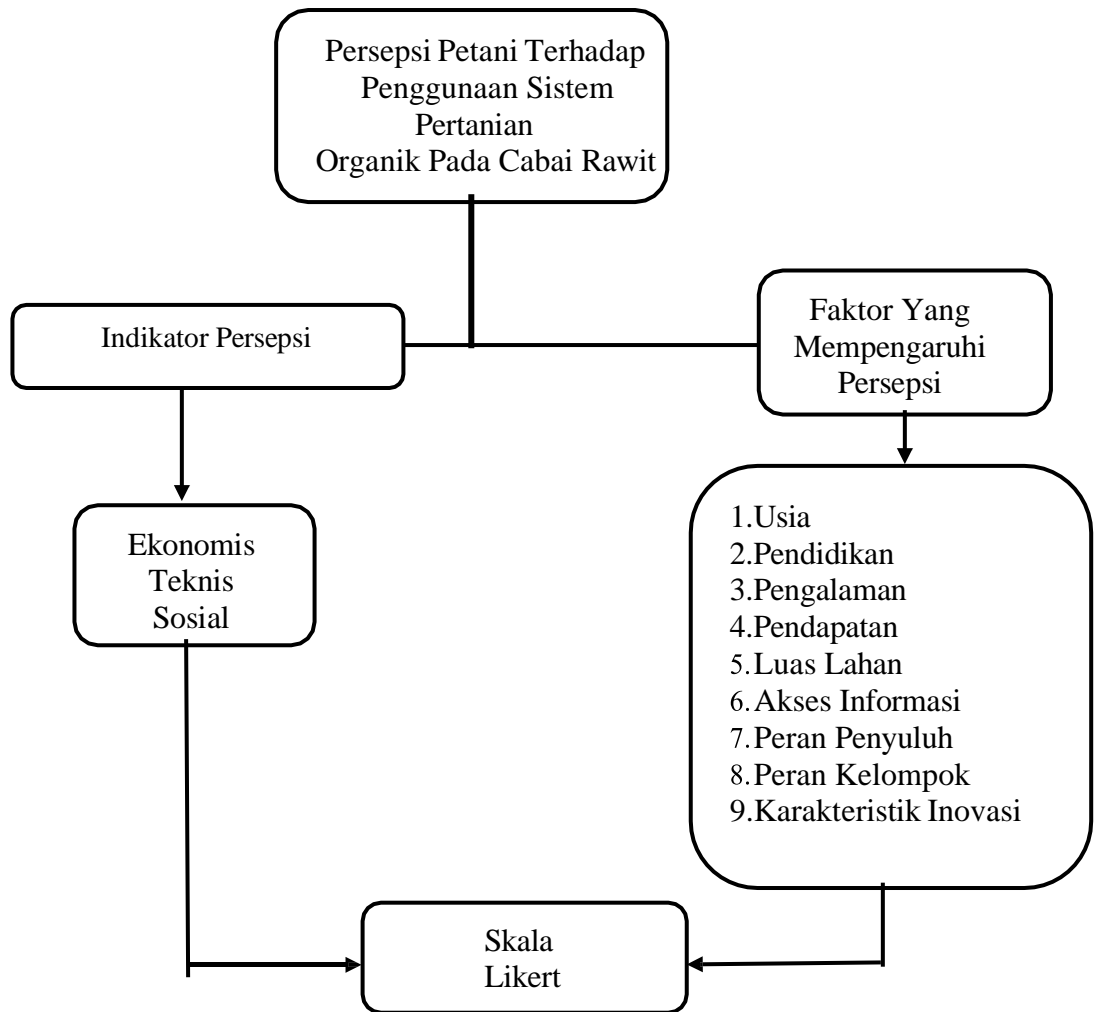 Persepsi Petani Terhadap
Penggunaan Sistem
Pertanian
Organik Pada Cabai Rawit
Indikator Persepsi
Faktor Yang
Mempengaruhi
Persepsi
Ekonomis
Teknis
Sosial
1.Usia
2.Pendidikan
3.Pengalaman
4.Pendapatan
5.Luas Lahan
6.Akses Informasi
7.Peran Penyuluh
8.Peran Kelompok
9.Karakteristik Inovasi
Skala
Likert